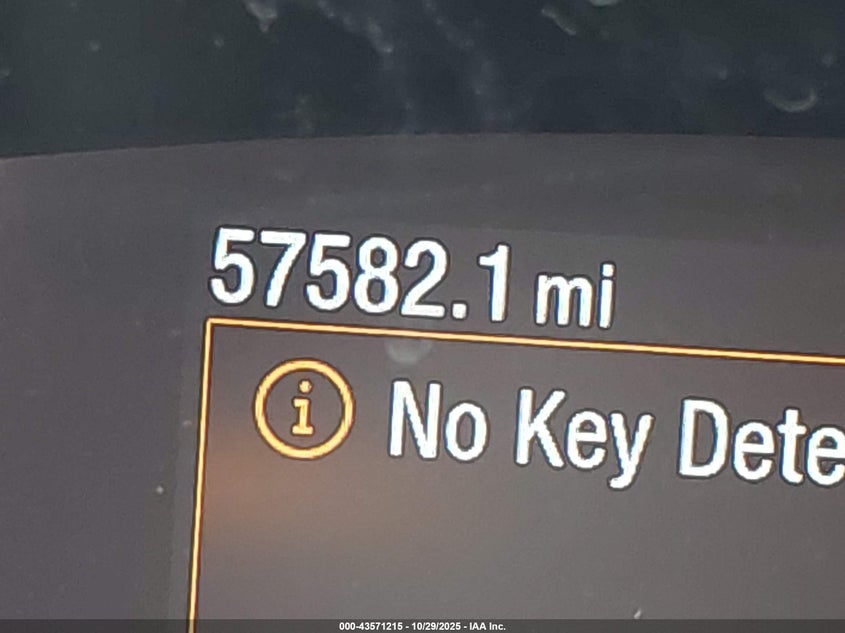 57582.1 mi
No Key Dete
000-43571215 - 10/29/2025 - IAA Inc.